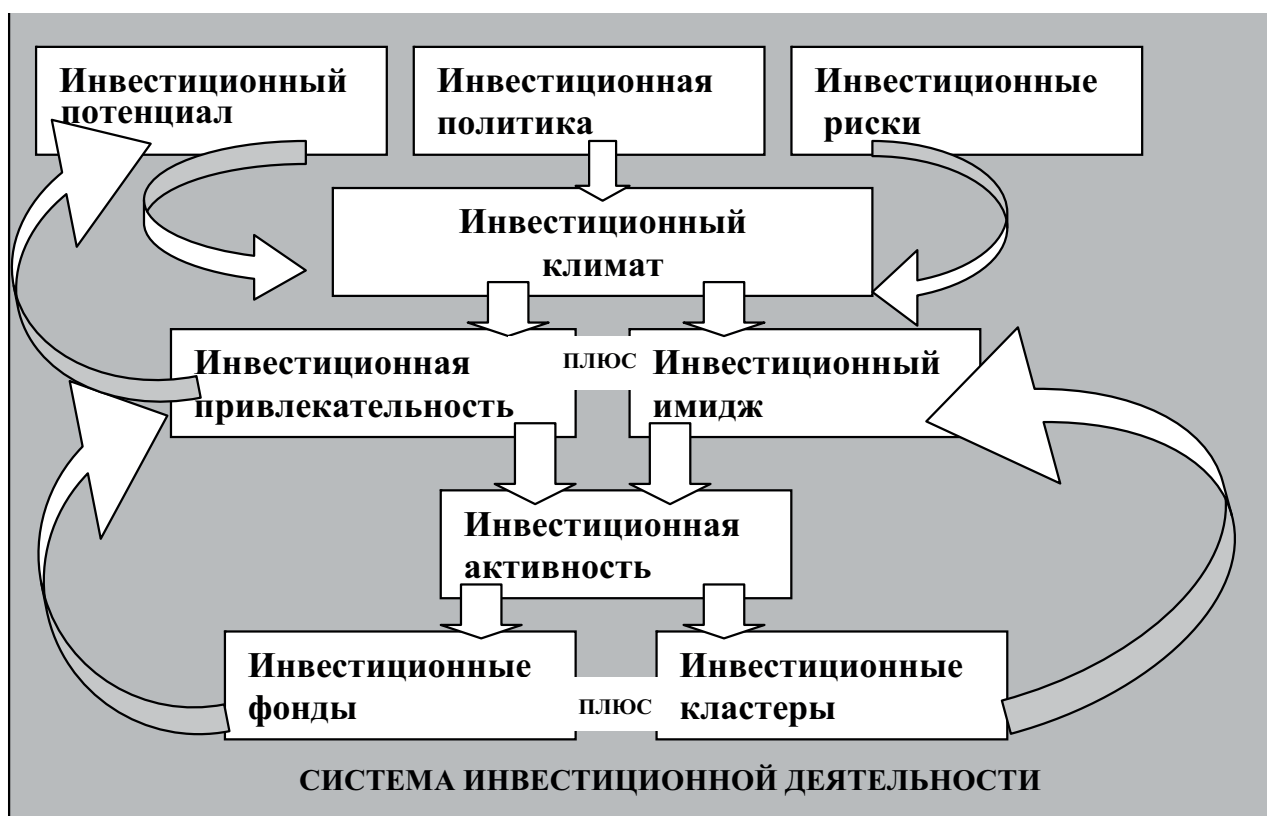 Инвестиционный
потенциал
Инвестиционная
политика
Инвестиционные
риски
Инвестиционный
климат
Инвестиционная
привлекательность
ПЛЮС
Инвестиционный
имидж
Инвестиционная
активность
Инвестиционные
фонды
ПЛЮС
Инвестиционные
кластеры
СИСТЕМА ИНВЕСТИЦИОННОЙ ДЕЯТЕЛЬНОСТИ